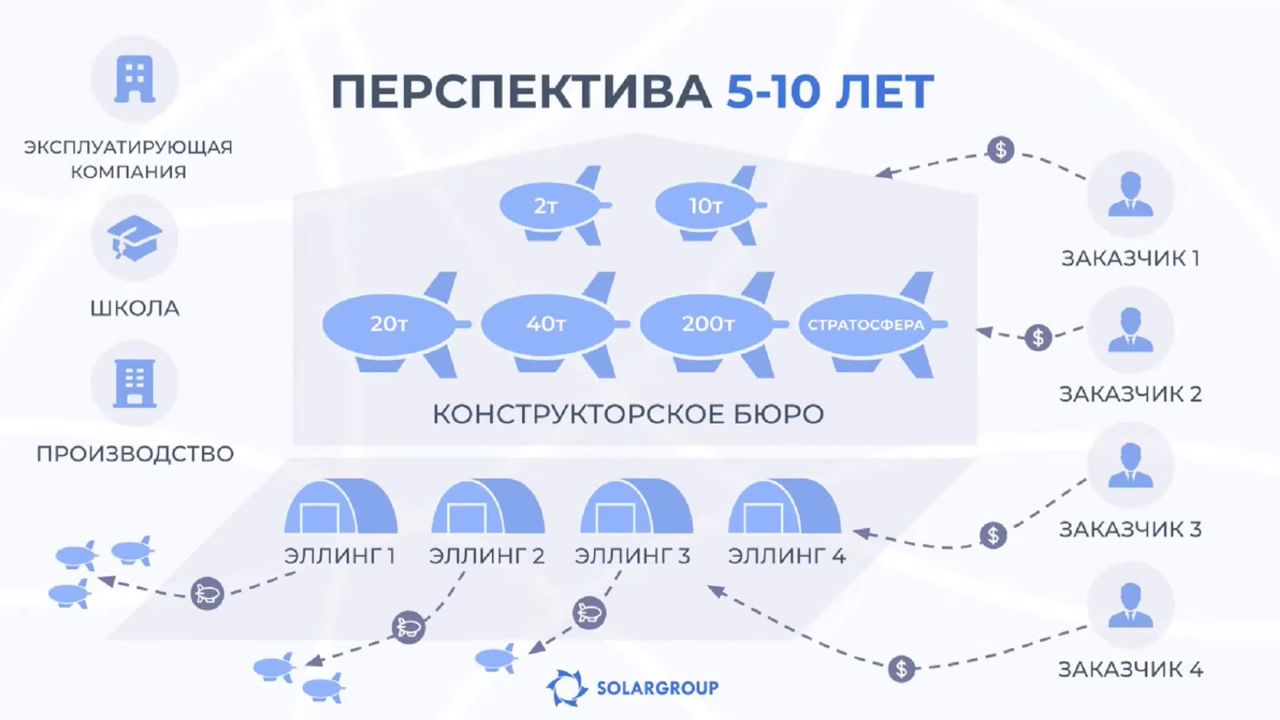 ПЕРСПЕКТИВА 5-10 ЛЕТ
ЭКСПЛУАТИРУЮЩАЯ
КОМПАНИЯ
ШКОЛА
ПРОИЗВОДСТВО
2т
10т
20т
40т
200т
СТРАТОСФЕРА
КОНСТРУКТОРСКОЕ БЮРО
ЭЛЛИНГ 1
ЭЛЛИНГ 2
ЭЛЛИНГ 3
ЭЛЛИНГ 4
$
ЗАКАЗЧИК 1
$
ЗАКАЗЧИК 2
$
ЗАКАЗЧИК 3
$
ЗАКАЗЧИК 4
SOLARGROUP